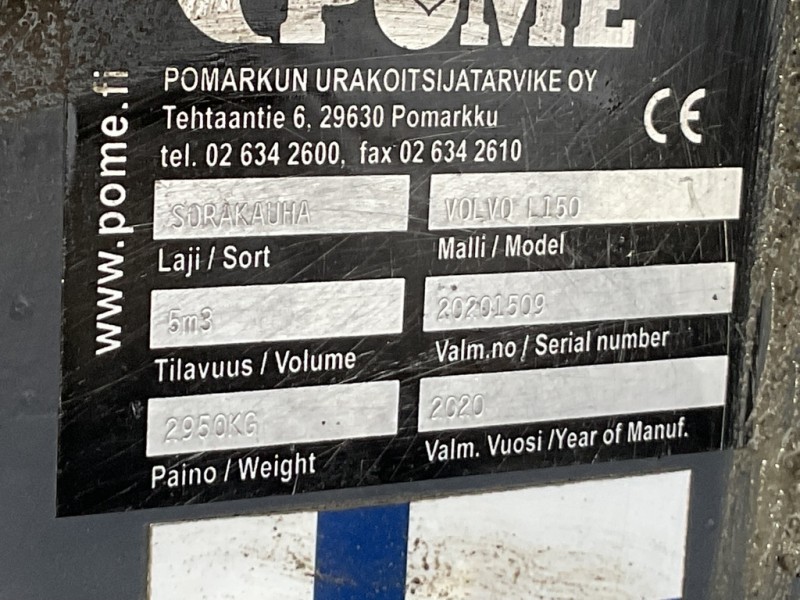 POME
www.pome.fi
POMARKUN URAKOITSIJATARVIKE OY
Tehtaantie 6, 29630 Pomarkku
tel. 02 634 2600, fax 02 634 2610
CE
SORAKAUHA
VOLVO L150
Laji / Sort
Malli / Model
5m3
20201509
Tilavuus / Volume
Valm.no / Serial number
2950KG
2020
Paino / Weight
Valm. Vuosi /Year of Manuf.